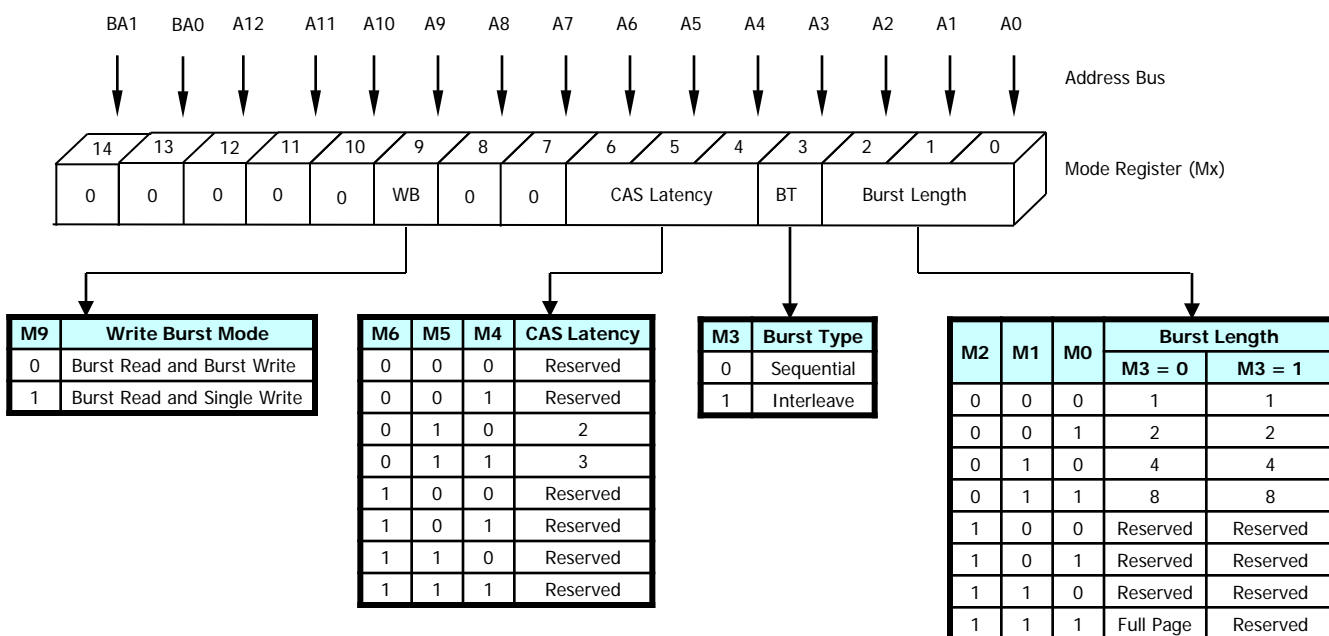 BA1 BA0 A12 A11 A10 A9 A8 A7 A6 A5 A4 A3 A2 A1 A0
Address Bus
14 13 12 11 10 9 8 7 6 5 4 3 2 1 0
Mode Register (Mx)
0 0 0 0 0 WB 0 0 CAS Latency BT Burst Length
M9 Write Burst Mode
0 Burst Read and Burst Write
1 Burst Read and Single Write
M6 M5 M4 CAS Latency
0 0 0 Reserved
0 0 1 Reserved
0 1 0 2
0 1 1 3
1 0 0 Reserved
1 0 1 Reserved
1 1 0 Reserved
1 1 1 Reserved
M3 Burst Type
0 Sequential
1 Interleave
M2 M1 M0 Burst Length
M3 = 0 M3 = 1
0 0 0 1 1
0 0 1 2 2
0 1 0 4 4
0 1 1 8 8
1 0 0 Reserved Reserved
1 0 1 Reserved Reserved
1 1 0 Reserved Reserved
1 1 1 Full Page Reserved